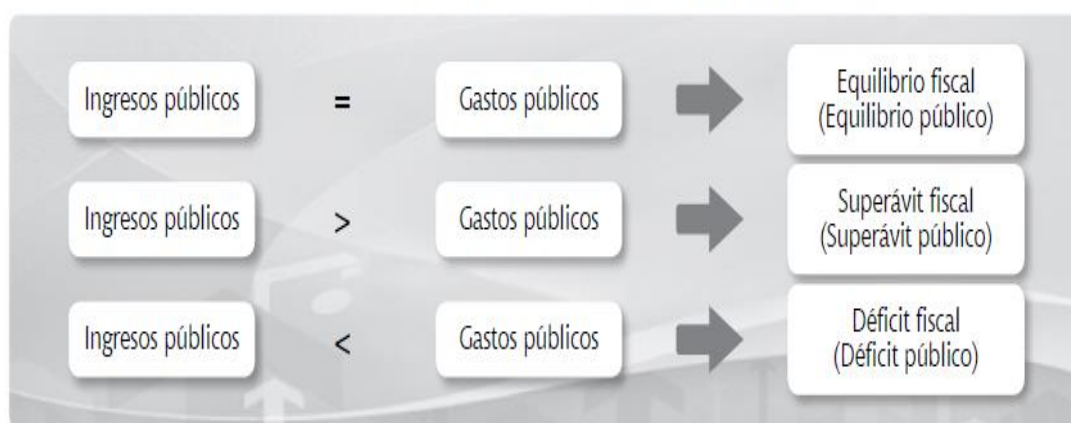 Ingresos públicos = Gastos públicos Equilibrio fiscal
(Equilibrio público)
Ingresos públicos > Gastos públicos Superávit fiscal
(Superávit público)
Ingresos públicos < Gastos públicos Déficit fiscal
(Déficit público)